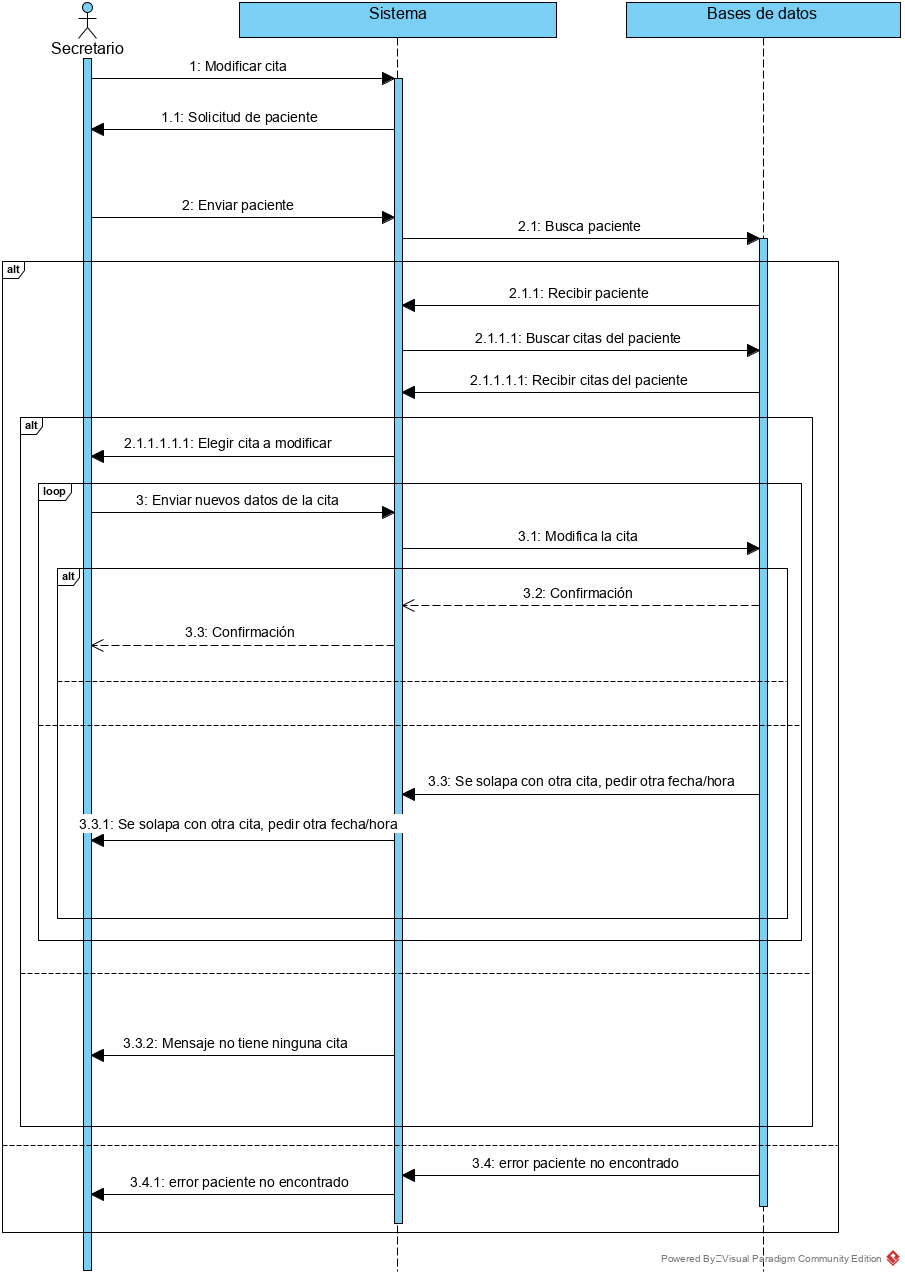 Sistema
Bases de datos
Secretario
1: Modificar cita
1.1: Solicitud de paciente
2: Enviar paciente
2.1: Busca paciente
alt
2.1.1: Recibir paciente
2.1.1.1: Buscar citas del paciente
2.1.1.1.1: Recibir citas del paciente
alt
2.1.1.1.1.1: Elegir cita a modificar
loop
3: Enviar nuevos datos de la cita
3.1: Modifica la cita
alt
3.2: Confirmación
3.3: Confirmación
3.3: Se solapa con otra cita, pedir otra fecha/hora
3.3.1: Se solapa con otra cita, pedir otra fecha/hora
3.3.2: Mensaje no tiene ninguna cita
3.4: error paciente no encontrado
3.4.1: error paciente no encontrado
Powered By Visual Paradigm Community Edition